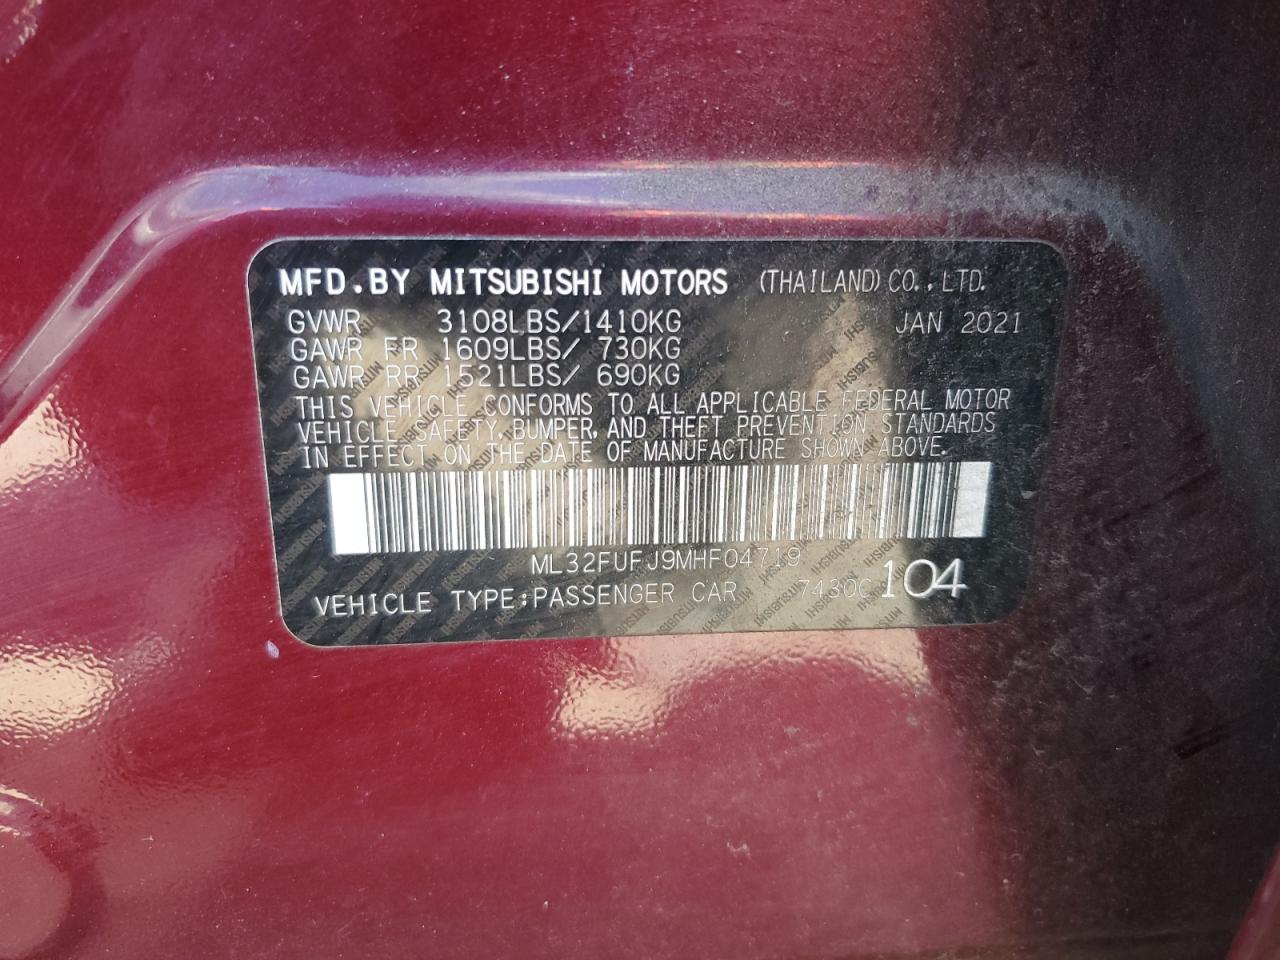 MFD.BY MITSUBISHI MOTORS (THAILAND) CO.,LTD.
GVWR 3108LBS/1410KG JAN 2021
GAWR FR 1609LBS/ 730KG
GAWR RR 1521LBS/ 690KG
THIS VEHICLE CONFORMS TO ALL APPLICABLE FEDERAL MOTOR
VEHICLE SAFETY, BUMPER, AND THEFT PREVENTION STANDARDS
IN EFFECT ON THE DATE OF MANUFACTURE SHOWN ABOVE.
ML32FUFJ9MHF04719
VEHICLE TYPE:PASSENGER CAR 7430C 104